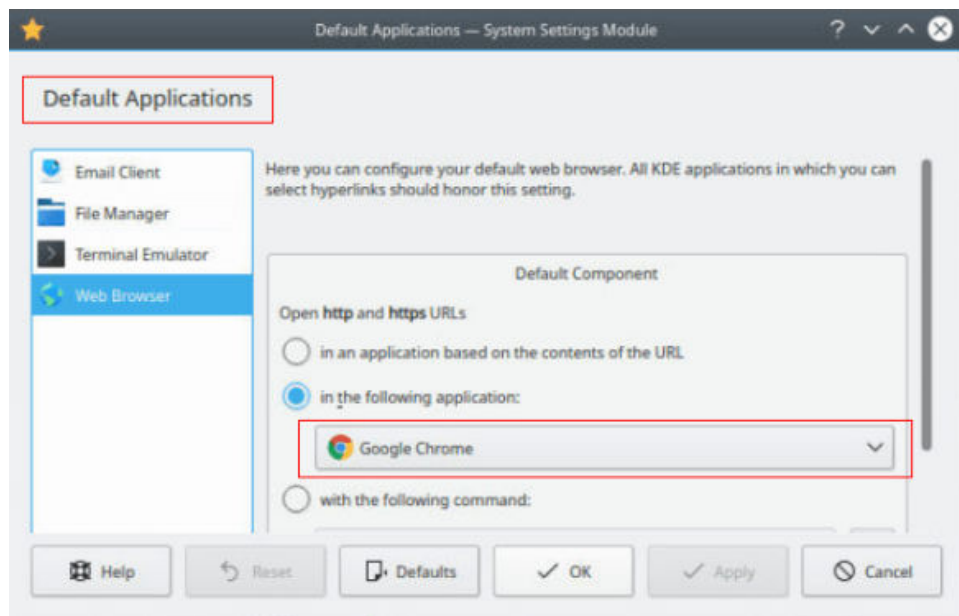 Default Applications — System Settings Module
Default Applications
Email Client
File Manager
Terminal Emulator
Web Browser
Here you can configure your default web browser. All KDE applications in which you can
select hyperlinks should honor this setting.
Default Component
Open http and https URLs
in an application based on the contents of the URL
in the following application:
Google Chrome
with the following command:
Help
Reset
Defaults
OK
Apply
Cancel